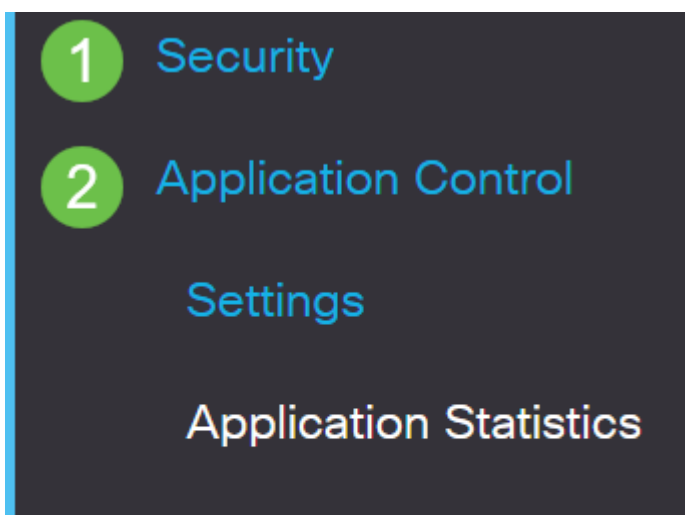 1 Security
2 Application Control
Settings
Application Statistics